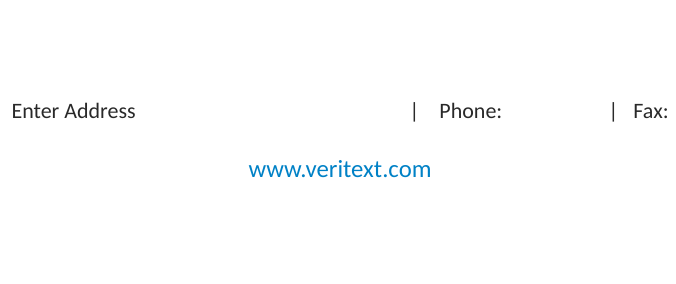 Enter Address | Phone: | Fax:
www.veritext.com